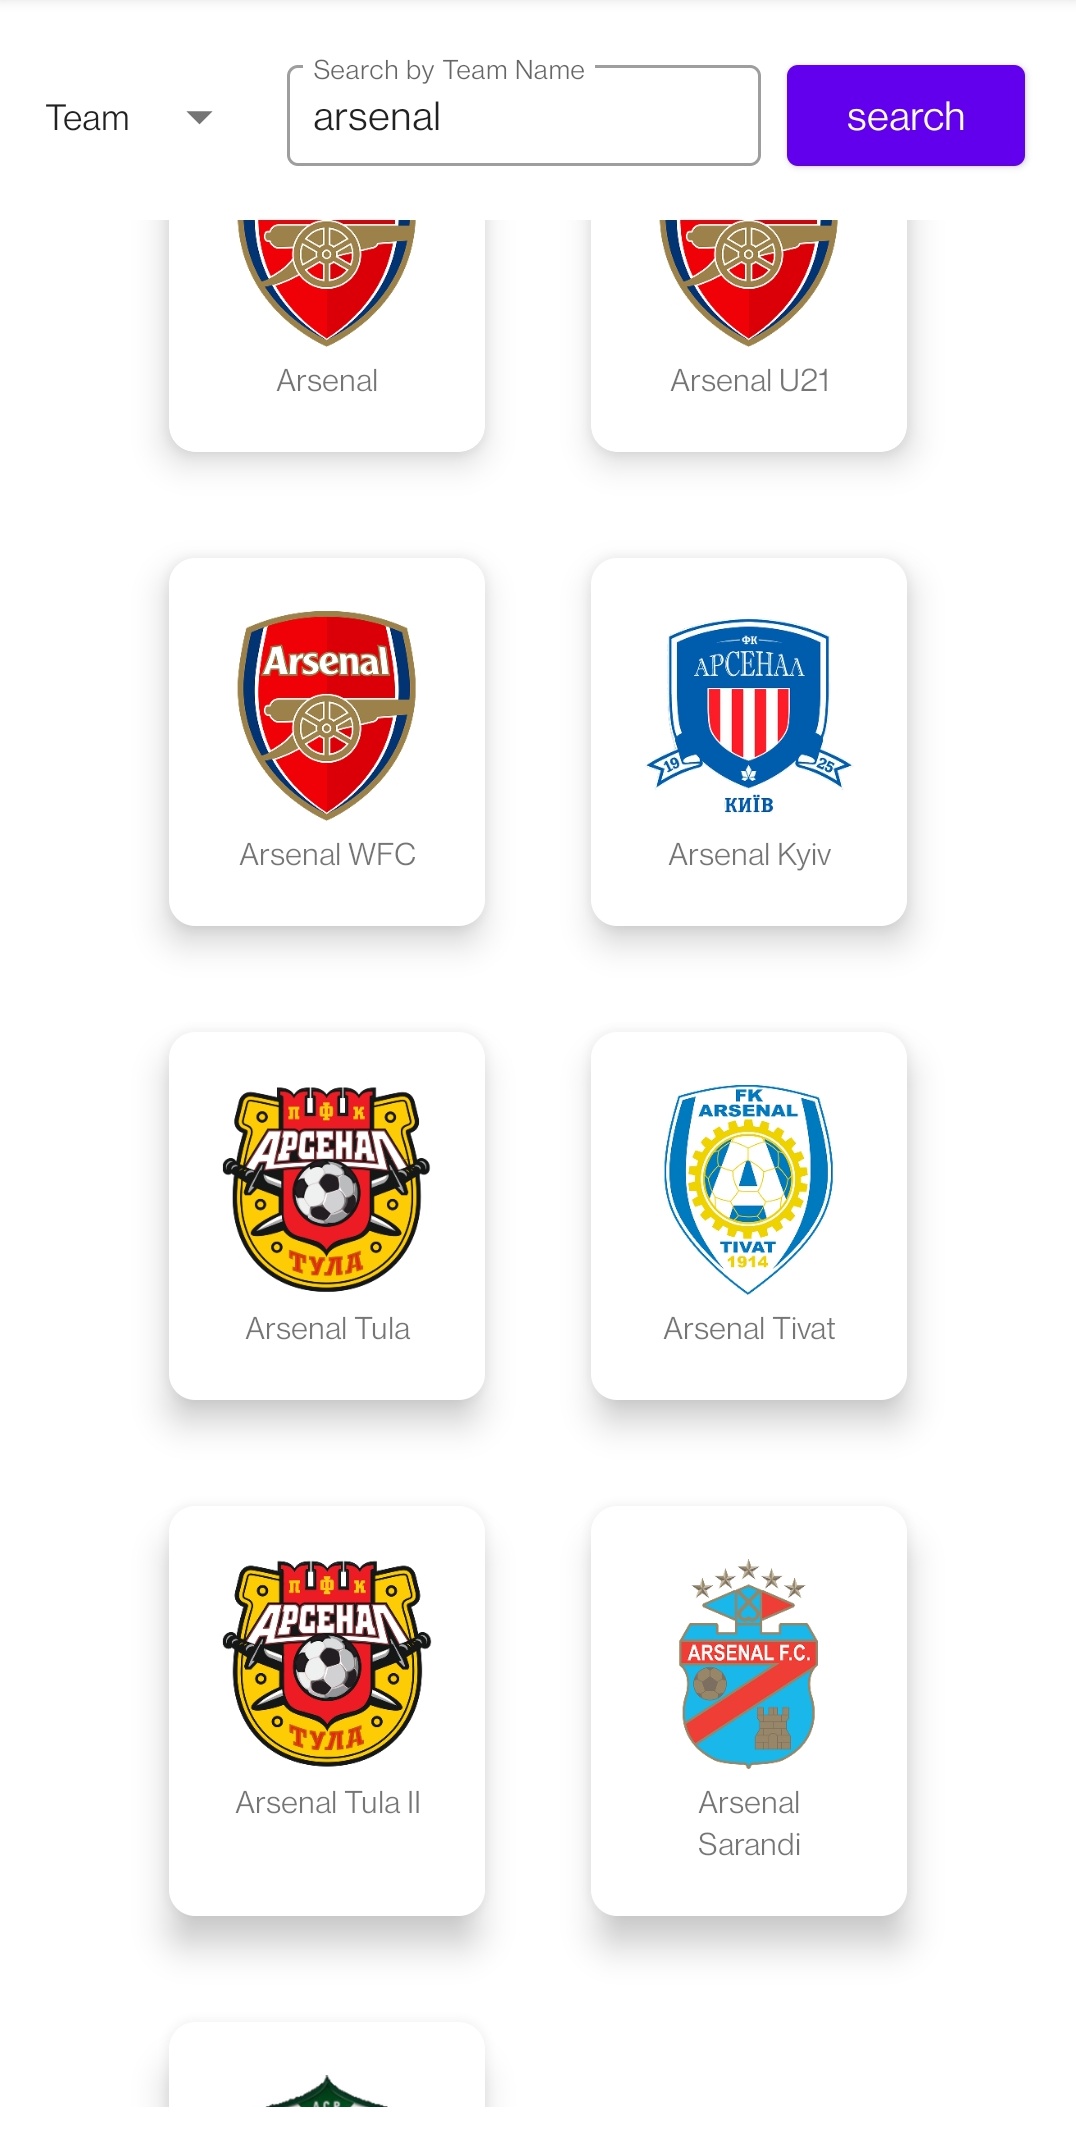 Search by Team Name
Team
arsenal
search
Arsenal
Arsenal U21
Arsenal
Arsenal WFC
ФК
АРСЕНАЛ
19
25
КИЇВ
Arsenal Kyiv
П Ф К
АРСЕНАЛ
ТУЛА
Arsenal Tula
FK
ARSENAL
TIVAT
1914
Arsenal Tivat
П Ф К
АРСЕНАЛ
ТУЛА
Arsenal Tula II
ARSENAL F.C.
Arsenal
Sarandi